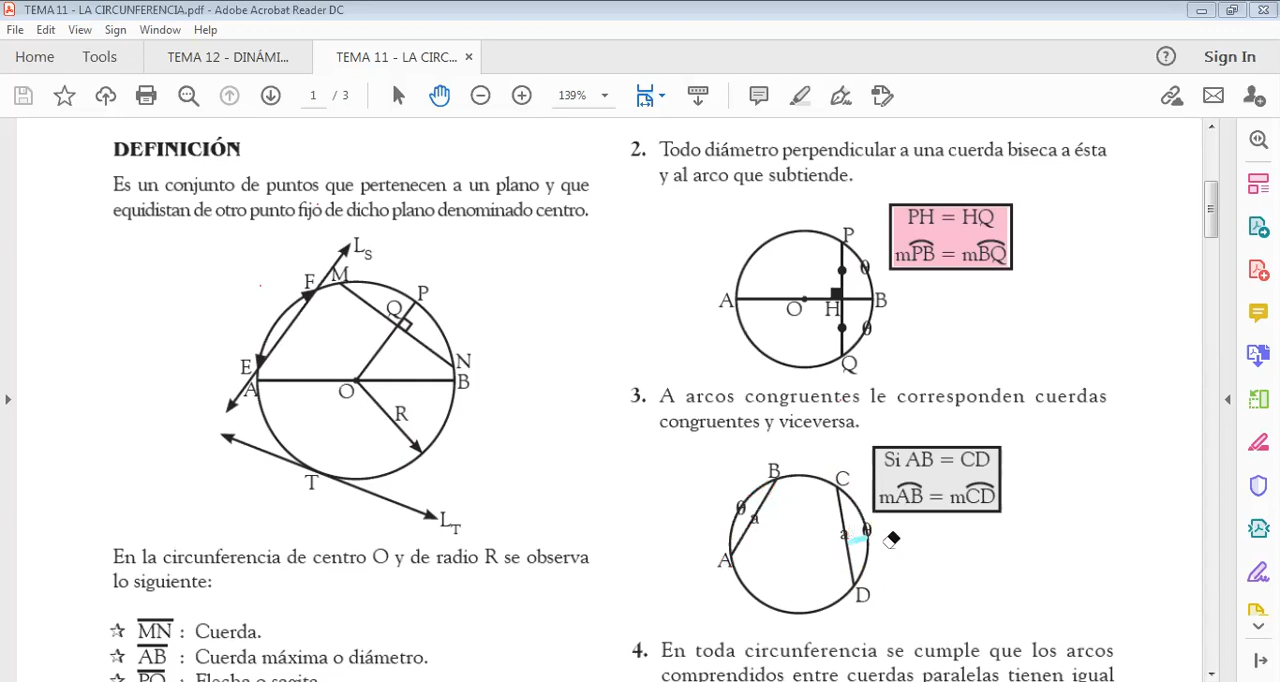 TEMA 11 - LA CIRCUNFERENCIA.pdf - Adobe Acrobat Reader DC
File Edit View Sign Window Help
Home Tools TEMA 12 - DINÁMI... TEMA 11 - LA CIRC... × Sign In
1 / 3 139%
DEFINICIÓN
Es un conjunto de puntos que pertenecen a un plano y que
equidistan de otro punto fijo de dicho plano denominado centro.
L_S
F M
P
Q
E N
A O B
R
T
L_T
En la circunferencia de centro O y de radio R se observa
lo siguiente:
☆ MN : Cuerda.
☆ AB : Cuerda máxima o diámetro.
☆ PQ : Flecha o sagita.
2. Todo diámetro perpendicular a una cuerda biseca a ésta
y al arco que subtiende.
PH = HQ
mPB = mBQ
P
θ
A O H B
θ
Q
3. A arcos congruentes le corresponden cuerdas
congruentes y viceversa.
Si AB = CD
mAB = mCD
B C
θ a a θ
A D
4. En toda circunferencia se cumple que los arcos
comprendidos entre cuerdas paralelas tienen igual